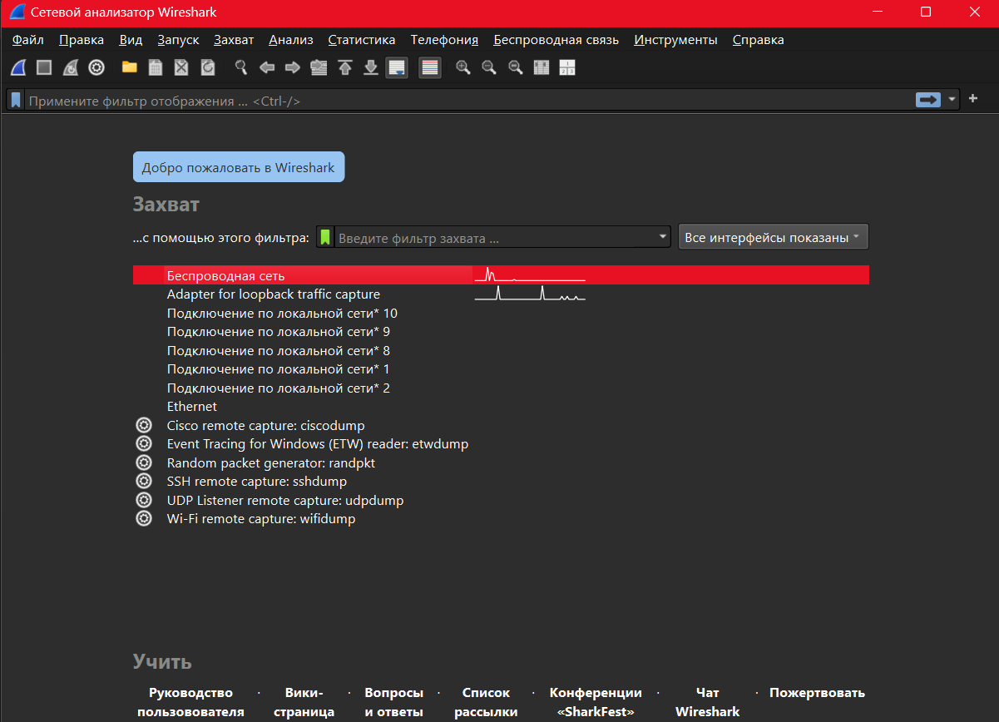 Сетевой анализатор Wireshark
Файл Правка Вид Запуск Захват Анализ Статистика Телефония Беспроводная связь Инструменты Справка
Примените фильтр отображения ... <Ctrl-/>
Добро пожаловать в Wireshark
Захват
...с помощью этого фильтра: Введите фильтр захвата ... Все интерфейсы показаны
Беспроводная сеть
Adapter for loopback traffic capture
Подключение по локальной сети* 10
Подключение по локальной сети* 9
Подключение по локальной сети* 8
Подключение по локальной сети* 1
Подключение по локальной сети* 2
Ethernet
Cisco remote capture: ciscodump
Event Tracing for Windows (ETW) reader: etwdump
Random packet generator: randpkt
SSH remote capture: sshdump
UDP Listener remote capture: udpdump
Wi-Fi remote capture: wifidump
Учить
Руководство · Вики- · Вопросы · Список · Конференции · Чат · Пожертвовать
пользовователя страница и ответы рассылки «SharkFest» Wireshark